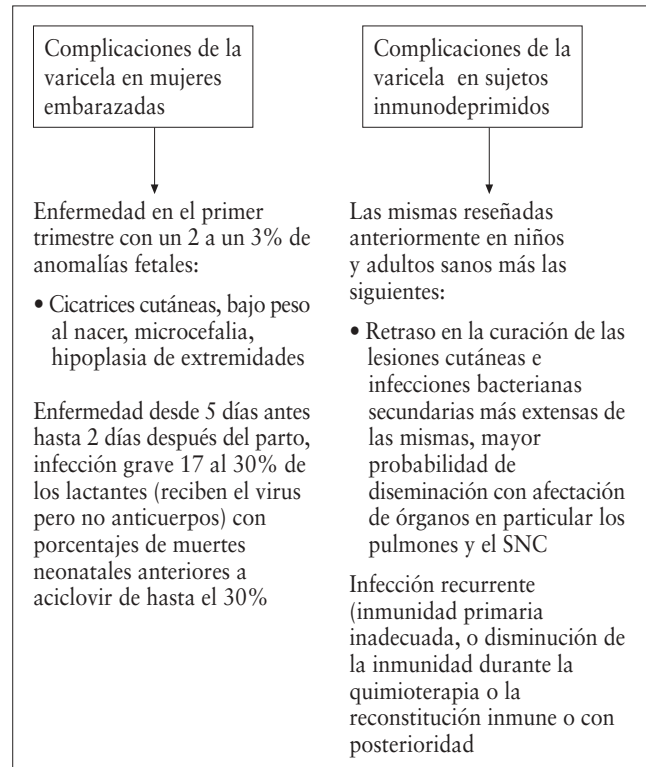 Complicaciones de la
varicela en mujeres
embarazadas
Enfermedad en el primer
trimestre con un 2 a un 3% de
anomalías fetales:
• Cicatrices cutáneas, bajo peso
al nacer, microcefalia,
hipoplasia de extremidades
Enfermedad desde 5 días antes
hasta 2 días después del parto,
infección grave 17 al 30% de
los lactantes (reciben el virus
pero no anticuerpos) con
porcentajes de muertes
neonatales anteriores a
aciclovir de hasta el 30%
Complicaciones de la
varicela en sujetos
inmunodeprimidos
Las mismas reseñadas
anteriormente en niños
y adultos sanos más las
siguientes:
• Retraso en la curación de las
lesiones cutáneas e
infecciones bacterianas
secundarias más extensas de
las mismas, mayor
probabilidad de
diseminación con afectación
de órganos en particular los
pulmones y el SNC
Infección recurrente
(inmunidad primaria
inadecuada, o disminución de
la inmunidad durante la
quimioterapia o la
reconstitución inmune o con
posterioridad